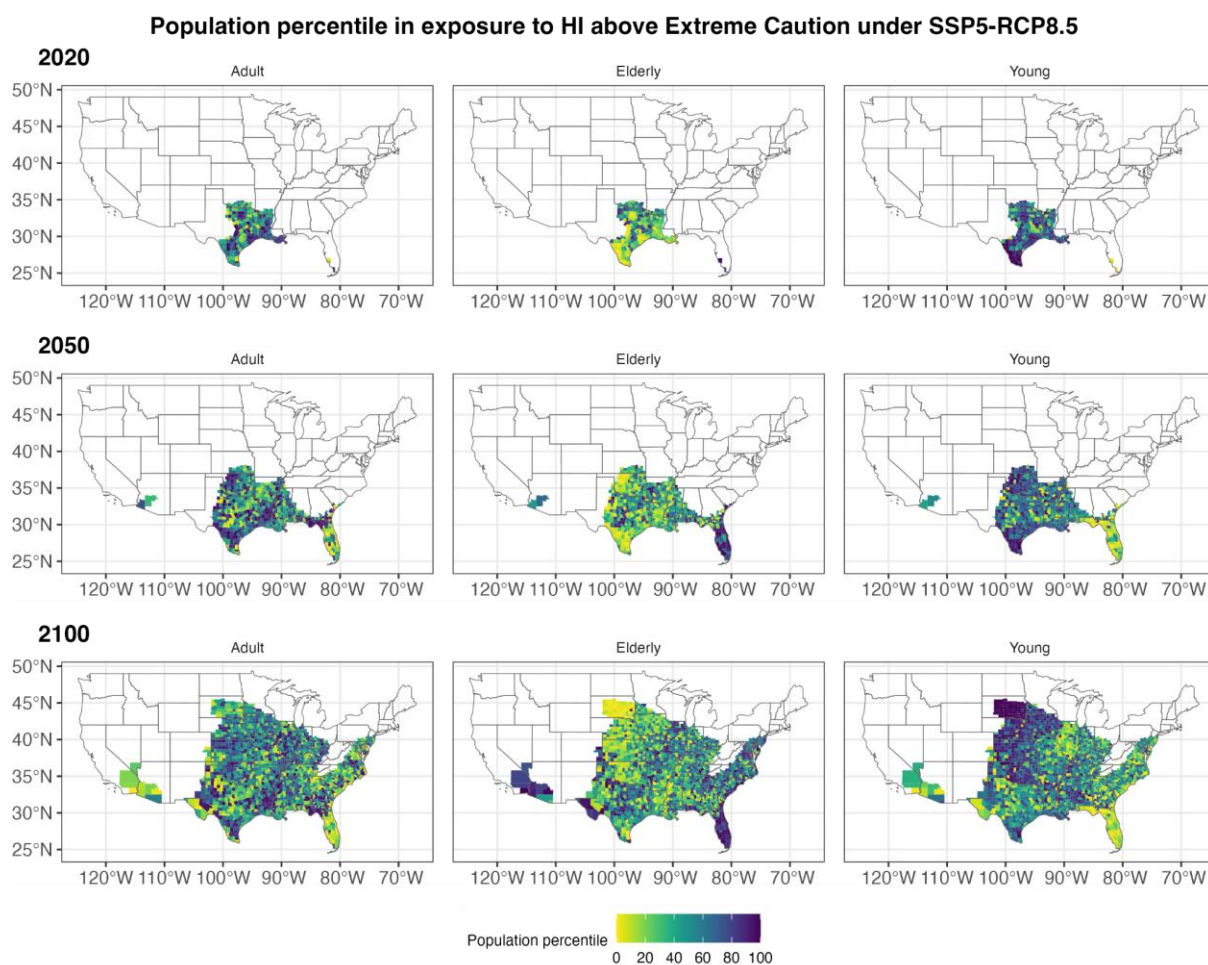 Population percentile in exposure to HI above Extreme Caution under SSP5-RCP8.5
2020
Adult Elderly Young
50°N
45°N
40°N
35°N
30°N
25°N
120°W 110°W 100°W 90°W 80°W 70°W 120°W 110°W 100°W 90°W 80°W 70°W 120°W 110°W 100°W 90°W 80°W 70°W
2050
Adult Elderly Young
50°N
45°N
40°N
35°N
30°N
25°N
120°W 110°W 100°W 90°W 80°W 70°W 120°W 110°W 100°W 90°W 80°W 70°W 120°W 110°W 100°W 90°W 80°W 70°W
2100
Adult Elderly Young
50°N
45°N
40°N
35°N
30°N
25°N
120°W 110°W 100°W 90°W 80°W 70°W 120°W 110°W 100°W 90°W 80°W 70°W 120°W 110°W 100°W 90°W 80°W 70°W
Population percentile
0 20 40 60 80 100